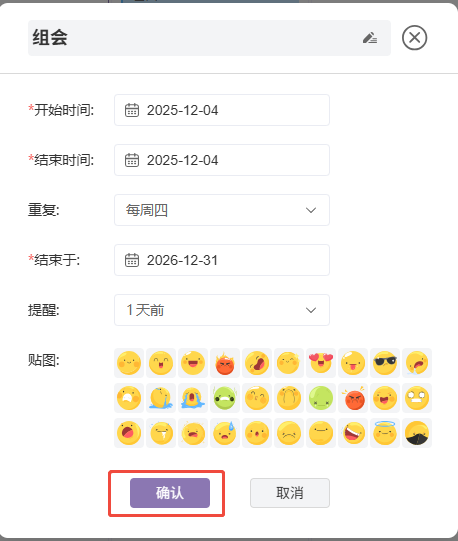 组会
*开始时间: 2025-12-04
*结束时间: 2025-12-04
重复: 每周四
*结束于: 2026-12-31
提醒: 1天前
贴图:
确认 取消